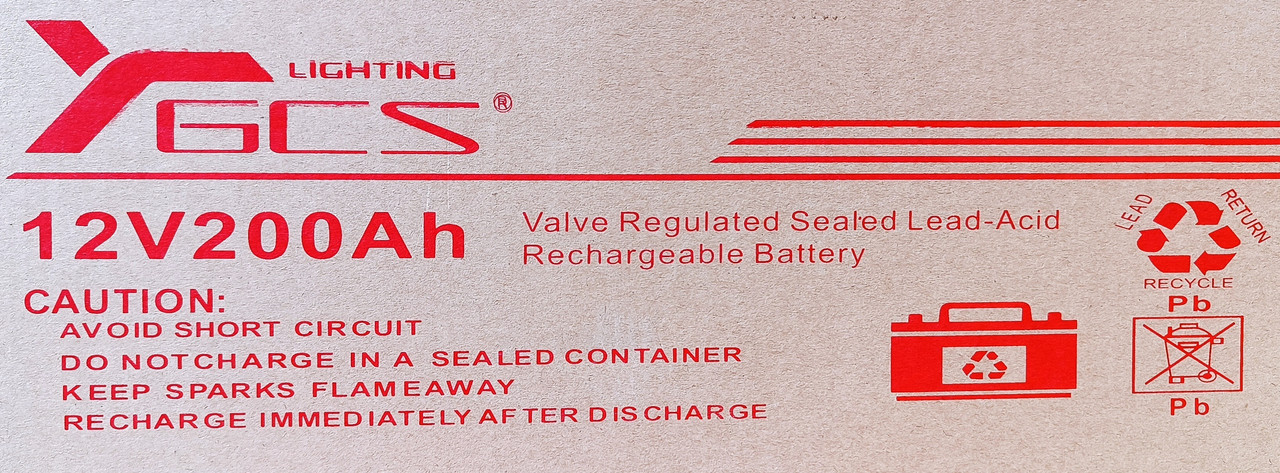 LIGHTING
YGCS®
12V200Ah
Valve Regulated Sealed Lead-Acid
Rechargeable Battery
CAUTION:
AVOID SHORT CIRCUIT
DO NOTCHARGE IN A SEALED CONTAINER
KEEP SPARKS FLAMEAWAY
RECHARGE IMMEDIATELY AFTER DISCHARGE
LEAD RETURN
RECYCLE
Pb
Pb